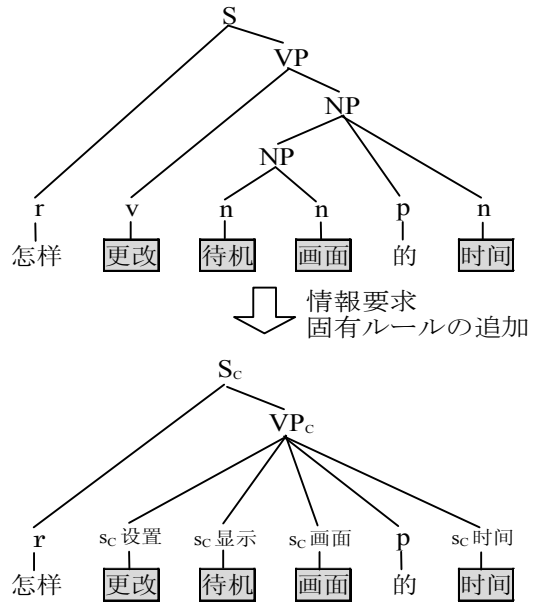 S
VP
NP
NP
r v n n p n
怎样 更改 待机 画面 的 时间
情報要求
固有ルールの追加
Sc
VPc
r sc设置 sc显示 sc画面 p sc时间
怎样 更改 待机 画面 的 时间